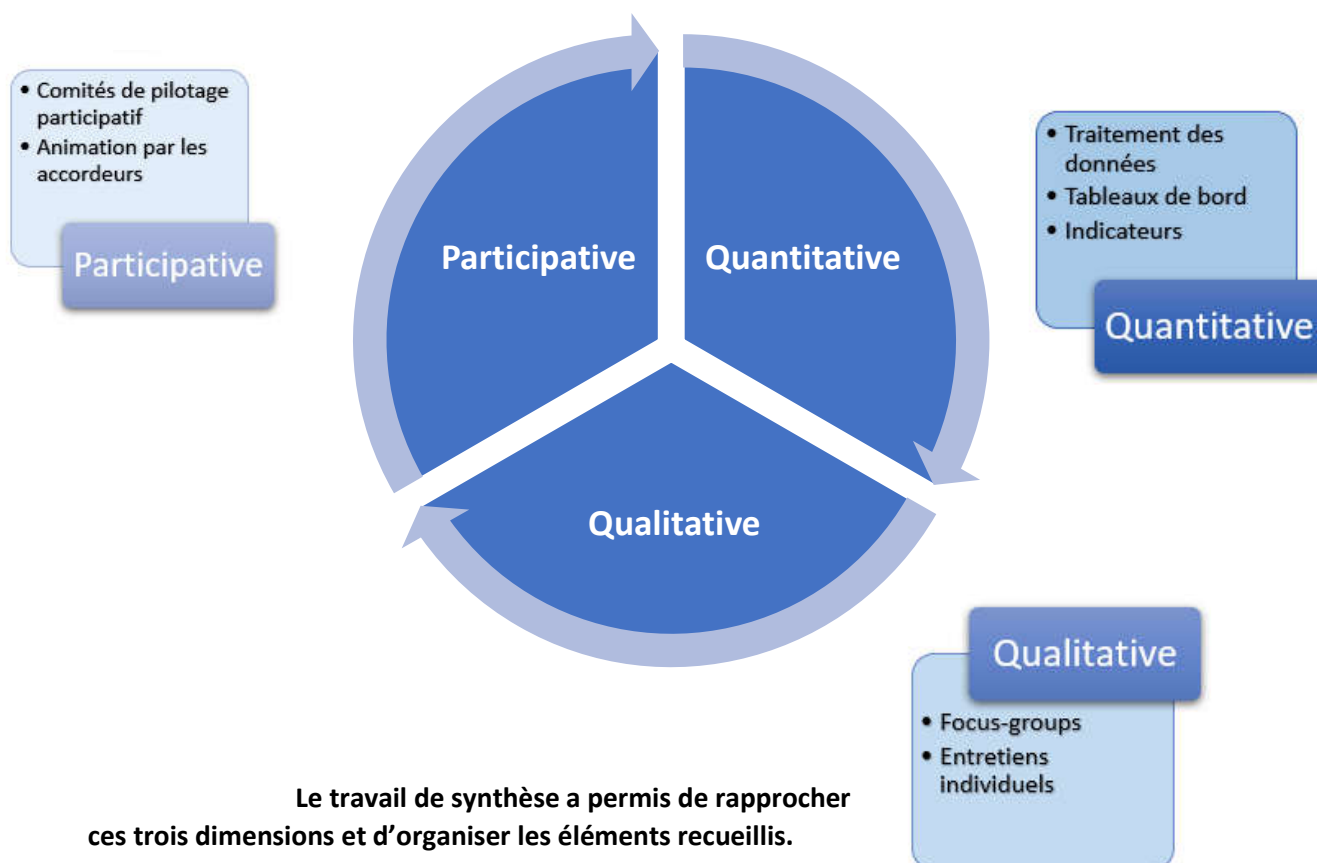 • Comités de pilotage
participatif
• Animation par les
accordeurs
Participative
Participative
Quantitative
• Traitement des
données
• Tableaux de bord
• Indicateurs
Quantitative
Qualitative
Qualitative
• Focus-groups
• Entretiens
individuels
Le travail de synthèse a permis de rapprocher
ces trois dimensions et d’organiser les éléments recueillis.